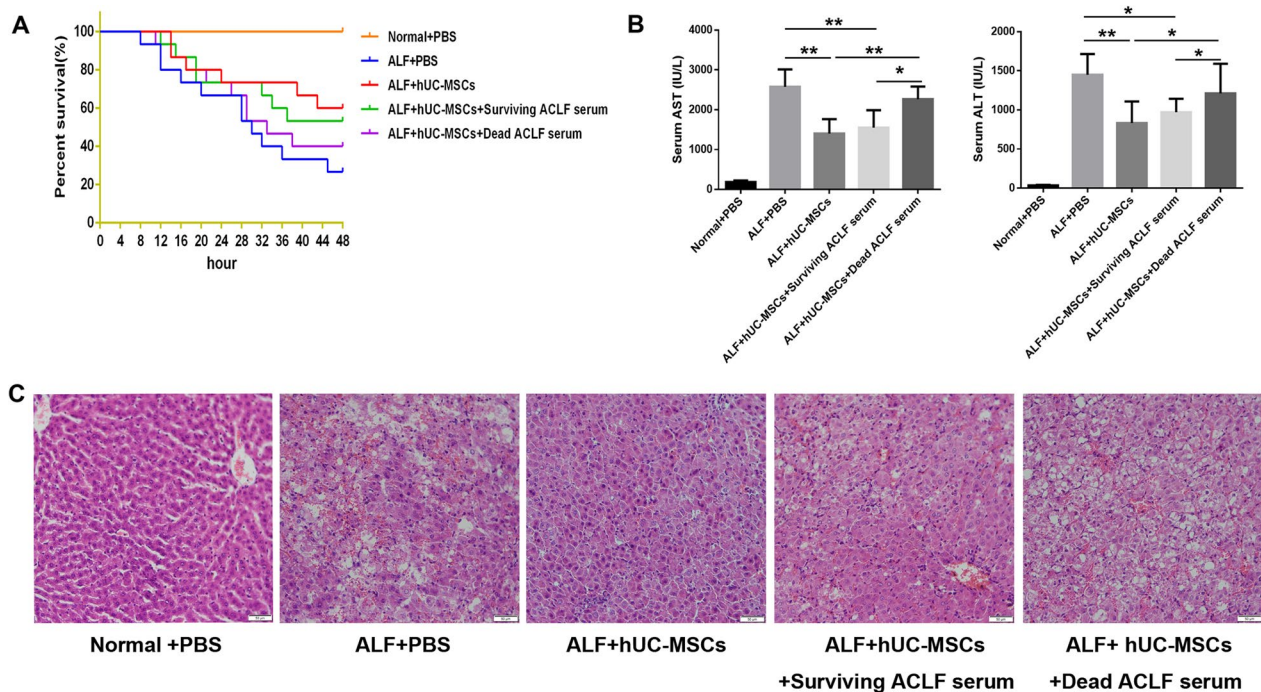 A
Percent survival(%)
100
80
60
40
20
0
0 4 8 12 16 20 24 28 32 36 40 44 48
hour
Normal+PBS
ALF+PBS
ALF+hUC-MSCs
ALF+hUC-MSCs+Surviving ACLF serum
ALF+hUC-MSCs+Dead ACLF serum
B
Serum AST (IU/L)
4000
3000
2000
1000
0
**
** **
*
Normal+PBS
ALF+PBS
ALF+hUC-MSCs
ALF+hUC-MSCs+Surviving ACLF serum
ALF+hUC-MSCs+Dead ACLF serum
Serum ALT (IU/L)
2000
1500
1000
500
0
*
** *
*
Normal+PBS
ALF+PBS
ALF+hUC-MSCs
ALF+hUC-MSCs+Surviving ACLF serum
ALF+hUC-MSCs+Dead ACLF serum
C
Normal +PBS
ALF+PBS
ALF+hUC-MSCs
ALF+hUC-MSCs
+Surviving ACLF serum
ALF+ hUC-MSCs
+Dead ACLF serum